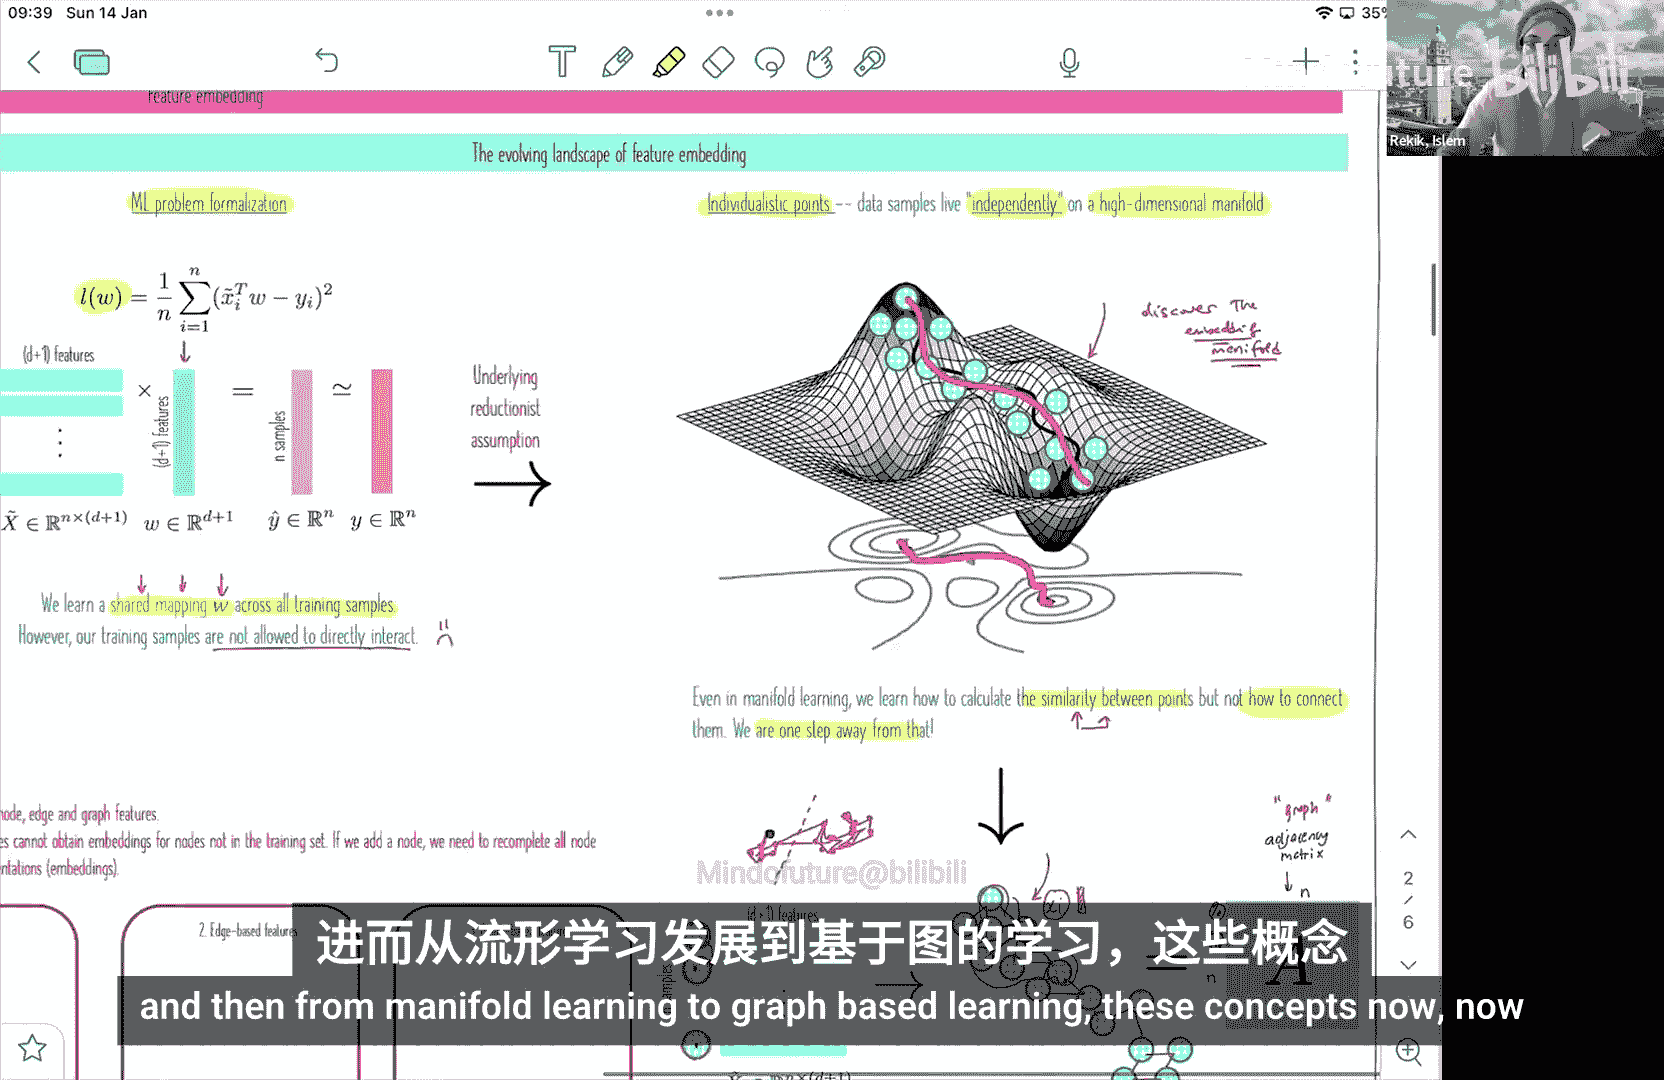 09:39 Sun 14 Jan
35%
Feature embedding
bilibili
Rekik, Islem
The evolving landscape of feature embedding
ML problem formalization
Individualistic points -- data samples live "independently" on a high-dimensional manifold
l(w) = \frac{1}{n} \sum_{i=1}^{n} (\tilde{x}_i^T w - y_i)^2
discover the
embedding
manifold
(d+1) features
× = ≃
(d+1) features
n samples
Underlying
reductionist
assumption
X̃ ∈ ℝ^{n×(d+1)} w ∈ ℝ^{d+1} ŷ ∈ ℝ^n y ∈ ℝ^n
We learn a shared mapping w across all training samples.
However, our training samples are not allowed to directly interact.
Even in manifold learning, we learn how to calculate the similarity between points but not how to connect
them. We are one step away from that!
node, edge and graph features.
es cannot obtain embeddings for nodes not in the training set. If we add a node, we need to recomplete all node
ntations (embeddings).
"graph"
adjacency
matrix
n
Mindofuture@bilibili
2
6
2. Edge-based features
(d+1) features
n
A
进而从流形学习发展到基于图的学习，这些概念
and then from manifold learning to graph based learning, these concepts now, now